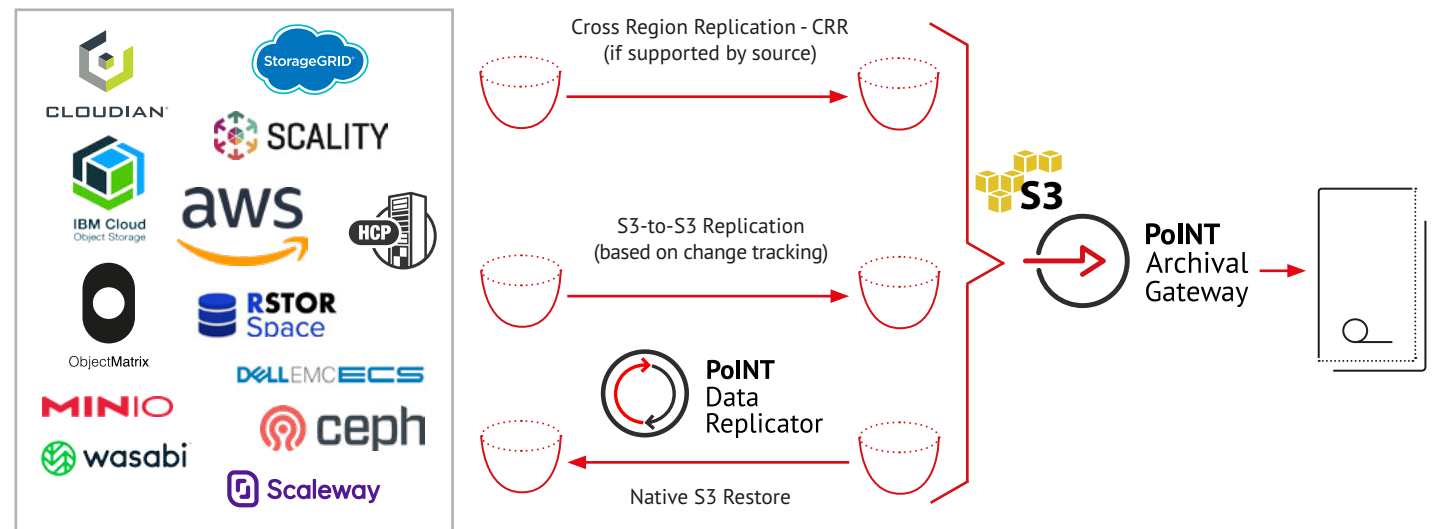 CLOUDIAN
StorageGRID
SCALITY
IBM Cloud
Object Storage
aws
HCP
ObjectMatrix
RSTOR
Space
DELLEMC ECS
MINIO
ceph
wasabi
Scaleway
Cross Region Replication - CRR
(if supported by source)
S3-to-S3 Replication
(based on change tracking)
PoINT
Data
Replicator
Native S3 Restore
S3
PoINT
Archival
Gateway